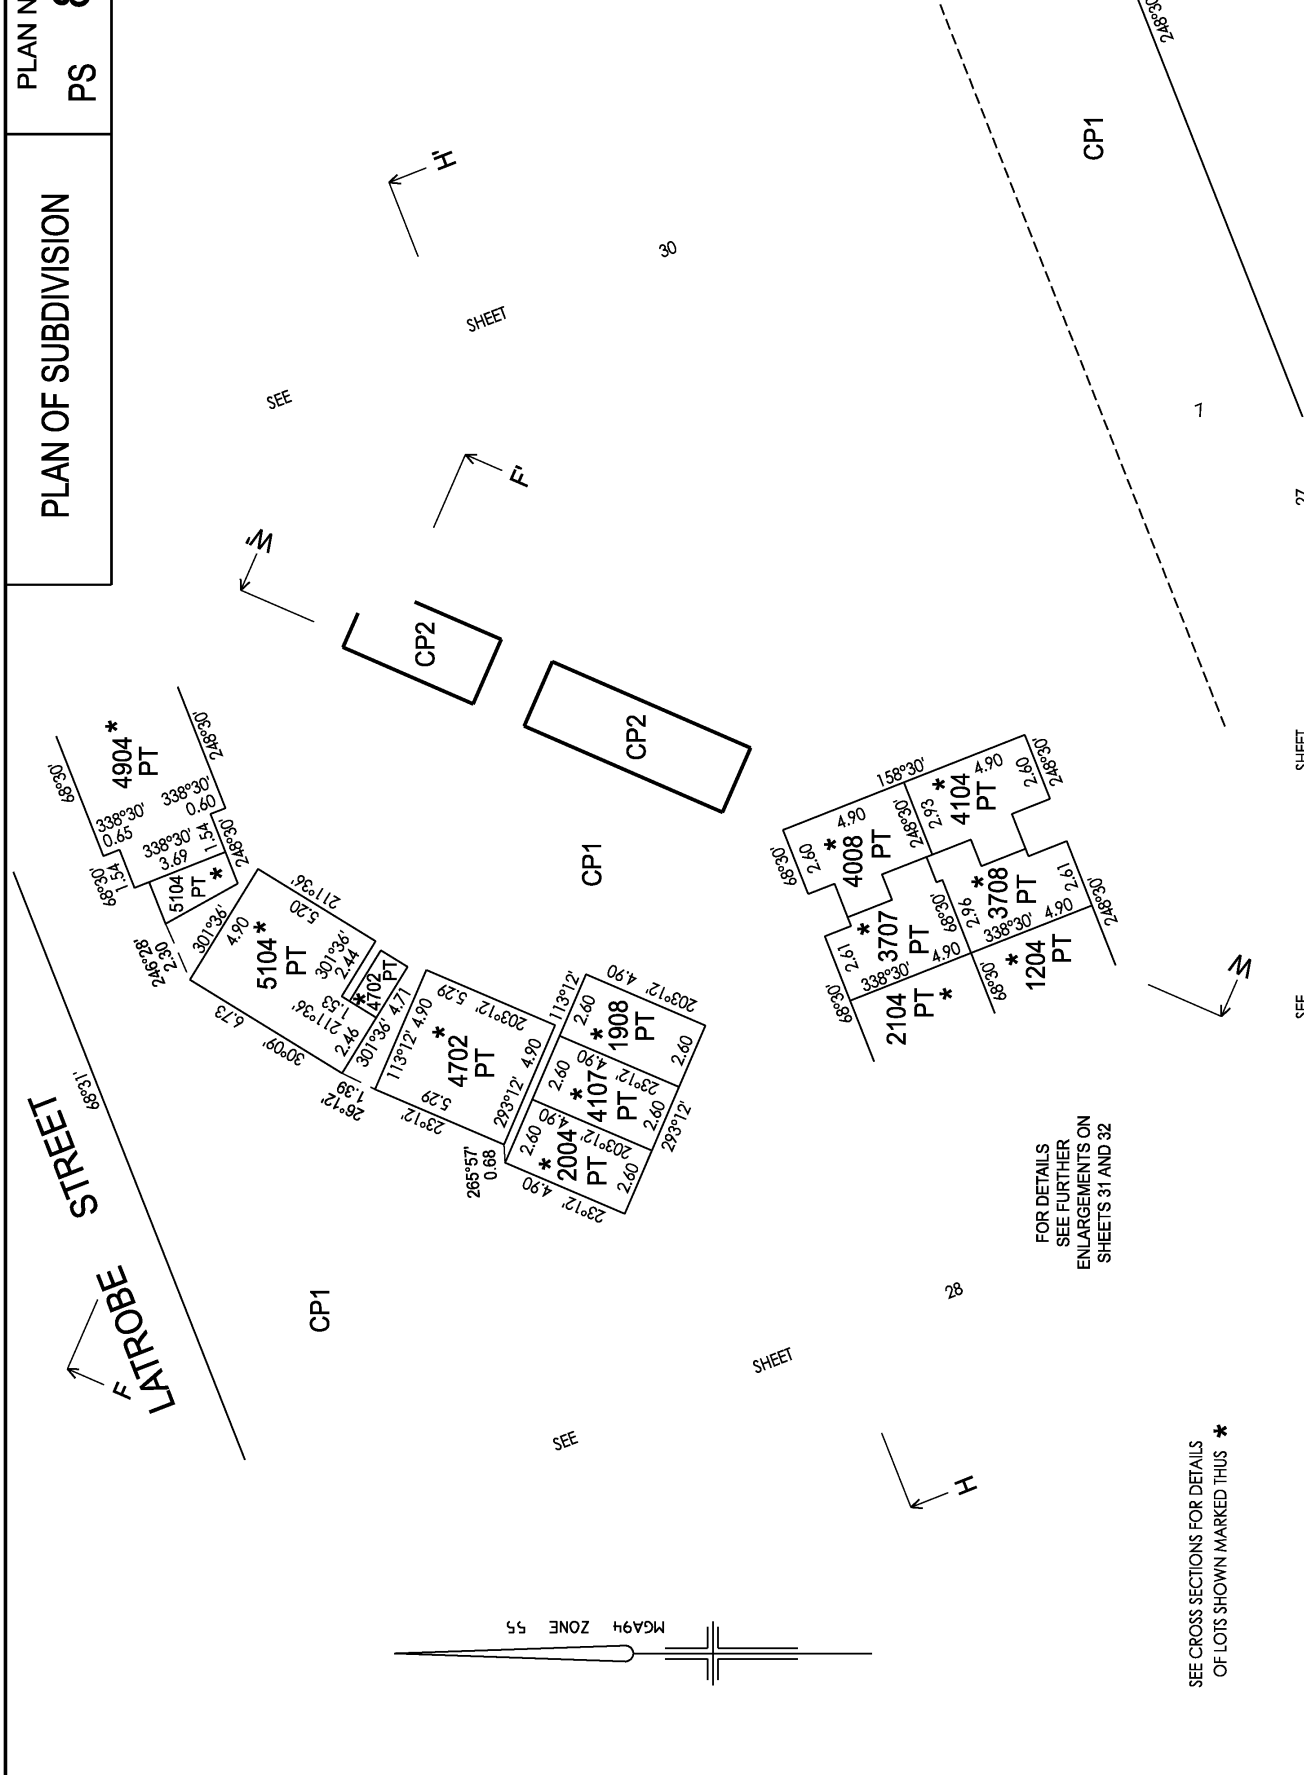 PLAN OF SUBDIVISION
PLAN N
PS
LATROBE STREET
68°31'
F
CP1
SEE
SHEET
28
H
4904 *
PT
68°30'
248°30'
338°30'
0.65
338°30'
0.60
338°30'
3.69
1.54
68°30'
1.54
248°30'
5104
PT
*
246°28'
2.30
301°36'
4.90
5104 *
PT
211°36'
5.20
301°36'
2.44
211°36'
1.53
6.73
30°09'
2.46
* 4702
PT
301°36' 4.71
26°12'
1.39
113°12' 4.90
* 4702
PT
5.29
203°12'
23°12'
5.29
293°12' 4.90
265°57'
0.68
113°12'
2.60
* 1908
PT
4.90
203°12'
2.60
2.60
* 4107
PT
4.90
23°12'
2.60
2.60
* 2004
PT
4.90
203°12'
2.60
4.90
23°12'
293°12'
CP1
CP2
CP2
W'
F'
SEE
SHEET
30
H'
68°30'
2.60
* 4008
PT
4.90
158°30'
248°30'
2.93
* 4104
PT
4.90
2.60
248°30'
68°30'
2.61
* 3707
PT
338°30' 4.90
2104
PT
*
68°30'
2.96
* 3708
PT
338°30' 4.90
2.61
248°30'
68°30'
* 1204
PT
W
CP1
248°30
7
27
SHEET
SEE
FOR DETAILS
SEE FURTHER
ENLARGEMENTS ON
SHEETS 31 AND 32
MGA94 ZONE 55
SEE CROSS SECTIONS FOR DETAILS
OF LOTS SHOWN MARKED THUS *